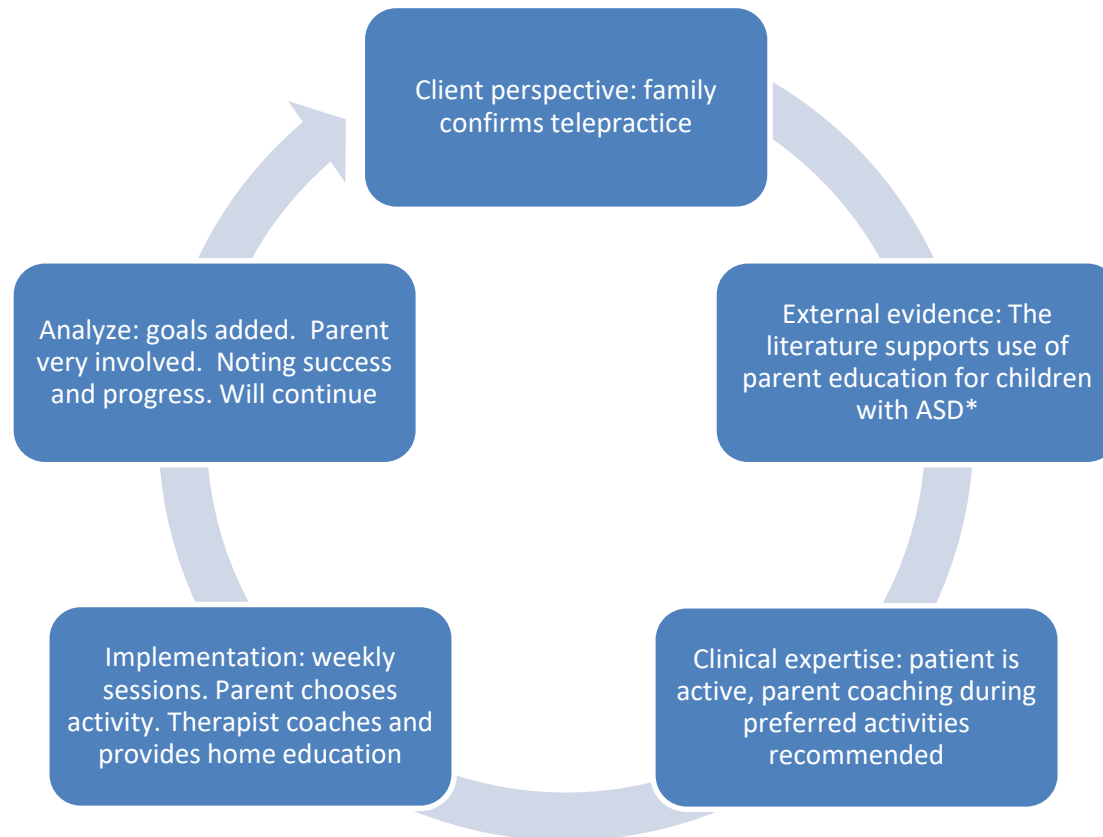 Client perspective: family
confirms telepractice
External evidence: The
literature supports use of
parent education for children
with ASD*
Clinical expertise: patient is
active, parent coaching during
preferred activities
recommended
Implementation: weekly
sessions. Parent chooses
activity. Therapist coaches and
provides home education
Analyze: goals added.  Parent
very involved.  Noting success
and progress. Will continue